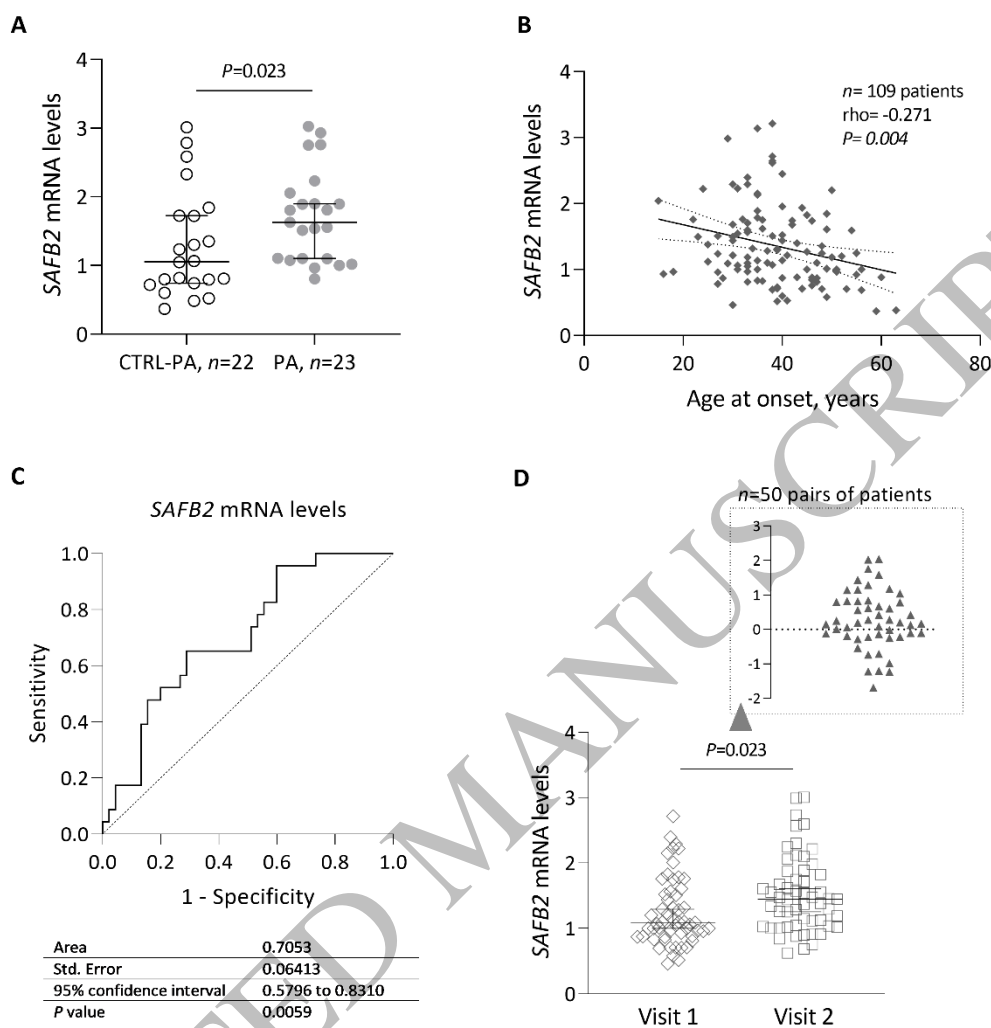 A
P=0.023
SAFB2 mRNA levels
4
3
2
1
0
CTRL-PA, n=22
PA, n=23
B
n= 109 patients
rho= -0.271
P= 0.004
SAFB2 mRNA levels
4
3
2
1
0
0
20
40
60
80
Age at onset, years
C
SAFB2 mRNA levels
Sensitivity
1.0
0.8
0.6
0.4
0.2
0.0
0.0
0.2
0.4
0.6
0.8
1.0
1 - Specificity
Area 0.7053
Std. Error 0.06413
95% confidence interval 0.5796 to 0.8310
P value 0.0059
D
n=50 pairs of patients
3
2
1
0
-1
-2
P=0.023
SAFB2 mRNA levels
4
3
2
1
0
Visit 1
Visit 2
TED MANUSCRIP